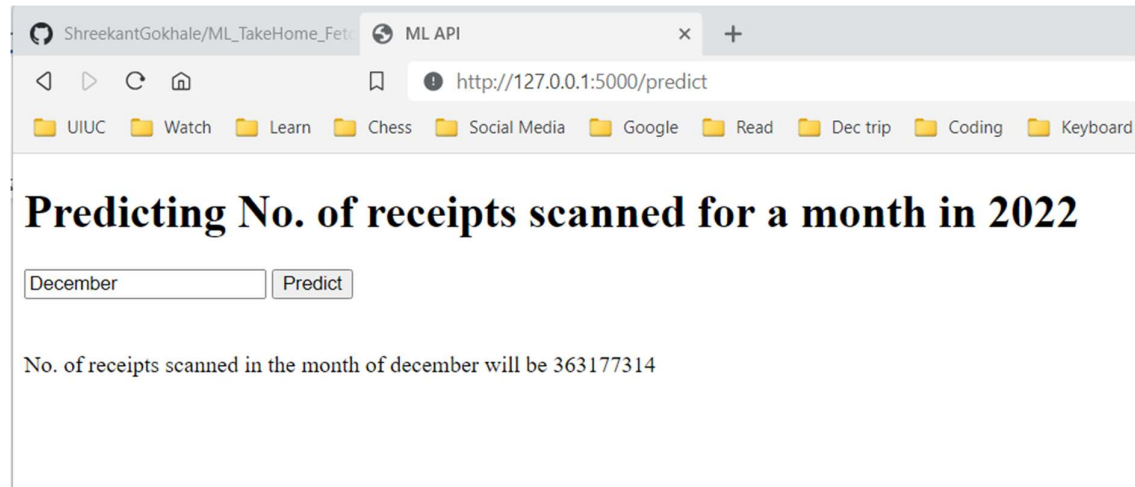 ShreekantGokhale/ML_TakeHome_Fetc
ML API
http://127.0.0.1:5000/predict
UIUC Watch Learn Chess Social Media Google Read Dec trip Coding Keyboard
Predicting No. of receipts scanned for a month in 2022
December Predict
No. of receipts scanned in the month of december will be 363177314